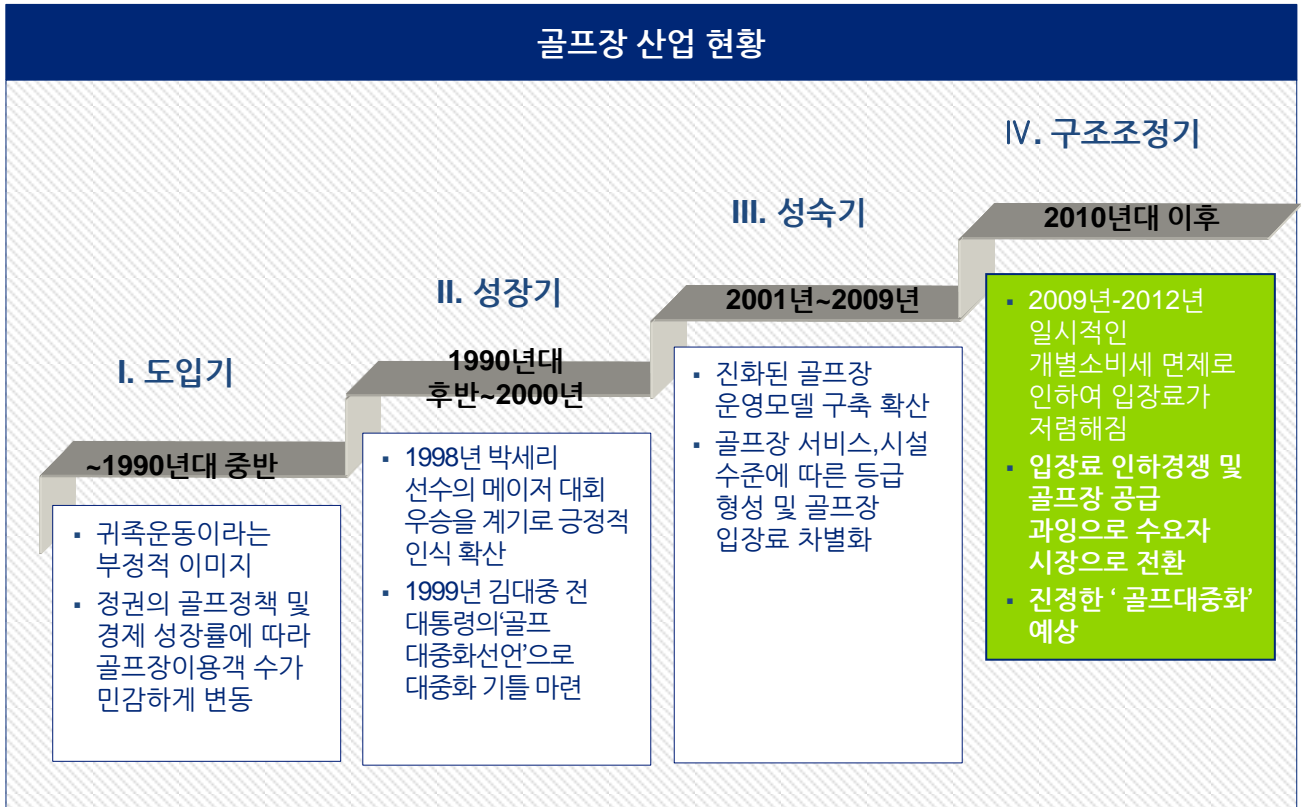 골프장 산업 현황
I. 도입기
~1990년대 중반
▪ 귀족운동이라는
부정적 이미지
▪ 정권의 골프정책 및
경제 성장률에 따라
골프장이용객 수가
민감하게 변동
II. 성장기
1990년대
후반~2000년
▪ 1998년 박세리
선수의 메이저 대회
우승을 계기로 긍정적
인식 확산
▪ 1999년 김대중 전
대통령의‘골프
대중화선언’으로
대중화 기틀 마련
III. 성숙기
2001년~2009년
▪ 진화된 골프장
운영모델 구축 확산
▪ 골프장 서비스,시설
수준에 따른 등급
형성 및 골프장
입장료 차별화
Ⅳ. 구조조정기
2010년대 이후
▪ 2009년-2012년
일시적인
개별소비세 면제로
인하여 입장료가
저렴해짐
▪ 입장료 인하경쟁 및
골프장 공급
과잉으로 수요자
시장으로 전환
▪ 진정한 ‘ 골프대중화’
예상